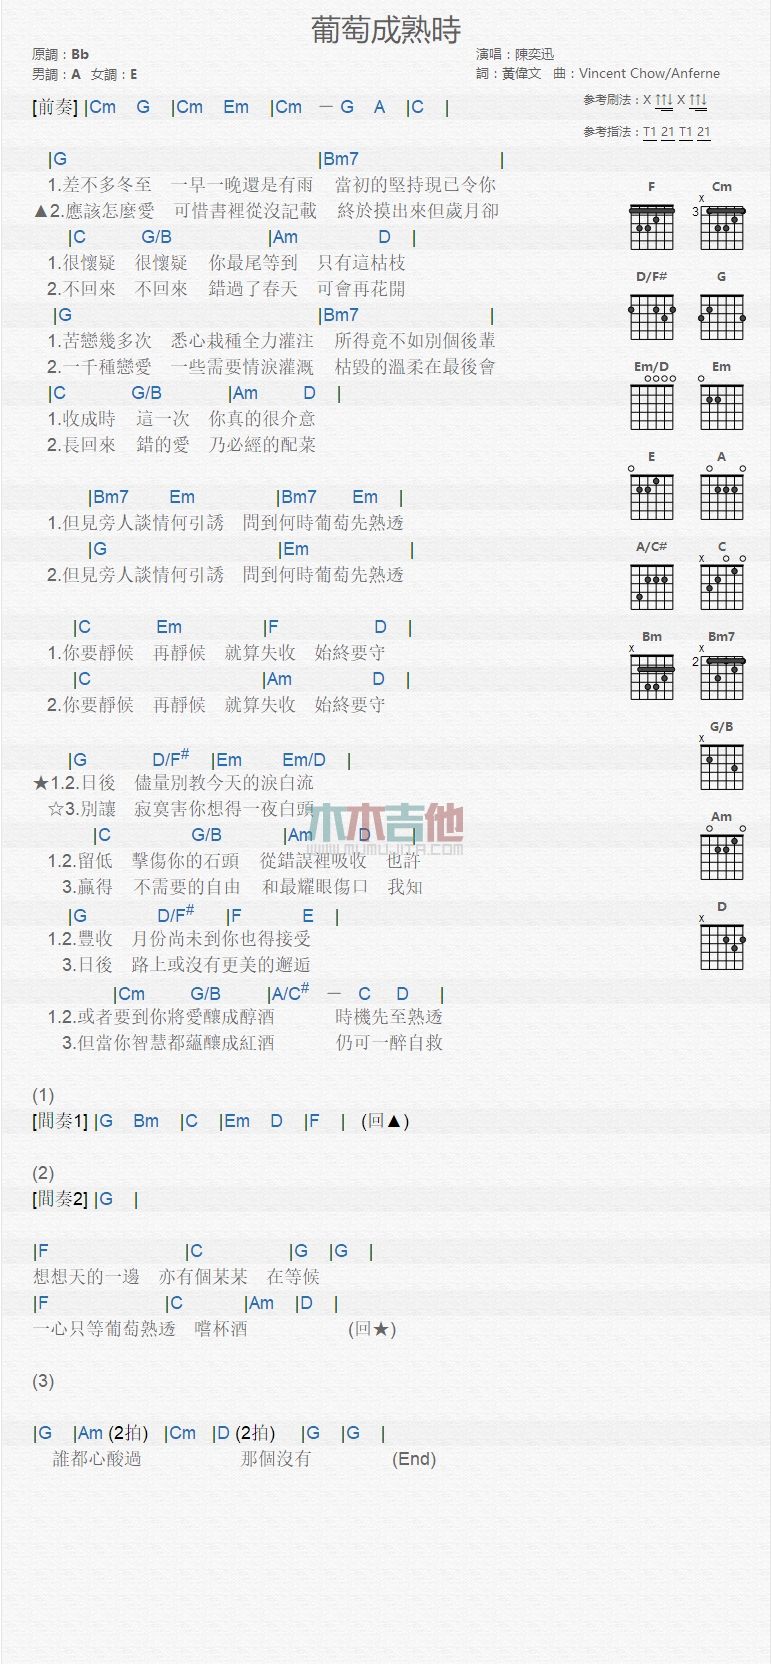 葡萄成熟時
原調：Bb
男調：A 女調：E
演唱：陳奕迅
詞：黃偉文 曲：Vincent Chow/Anferne
参考刷法：X ↑↑↓ X ↑↑↓
参考指法：T1 21 T1 21
[前奏] |Cm G |Cm Em |Cm － G A |C |
|G |Bm7 |
1.差不多冬至 一早一晚還是有雨 當初的堅持現已令你
▲2.應該怎麼愛 可惜書裡從沒記載 終於摸出來但歲月卻
|C G/B |Am D |
1.很懷疑 很懷疑 你最尾等到 只有這枯枝
2.不回來 不回來 錯過了春天 可會再花開
|G |Bm7 |
1.苦戀幾多次 悉心栽種全力灌注 所得竟不如別個後輩
2.一千種戀愛 一些需要情淚灌溉 枯毀的溫柔在最後會
|C G/B |Am D |
1.收成時 這一次 你真的很介意
2.長回來 錯的愛 乃必經的配菜
|Bm7 Em |Bm7 Em |
1.但見旁人談情何引誘 問到何時葡萄先熟透
|G |Em |
2.但見旁人談情何引誘 問到何時葡萄先熟透
|C Em |F D |
1.你要靜候 再靜候 就算失收 始終要守
|C |Am D |
2.你要靜候 再靜候 就算失收 始終要守
|G D/F# |Em Em/D |
★1.2.日後 儘量別教今天的淚白流
☆3.別讓 寂寞害你想得一夜白頭
|C G/B |Am D |
1.2.留低 擊傷你的石頭 從錯誤裡吸收 也許
3.贏得 不需要的自由 和最耀眼傷口 我知
|G D/F# |F E |
1.2.豐收 月份尚未到你也得接受
3.日後 路上或沒有更美的邂逅
|Cm G/B |A/C# － C D |
1.2.或者要到你將愛釀成醇酒 時機先至熟透
3.但當你智慧都蘊釀成紅酒 仍可一醉自救
(1)
[間奏1] |G Bm |C |Em D |F | (回▲)
(2)
[間奏2] |G |
|F |C |G |G |
想想天的一邊 亦有個某某 在等候
|F |C |Am |D |
一心只等葡萄熟透 嚐杯酒 (回★)
(3)
|G |Am (2拍) |Cm |D (2拍) |G |G |
誰都心酸過 那個沒有 (End)
F Cm
X
3
D/F# G
Em/D Em
E A
A/C# C
X
Bm Bm7
X X
2
G/B
X
Am
D
X
木木吉他
WWW.MUMUJITA.COM